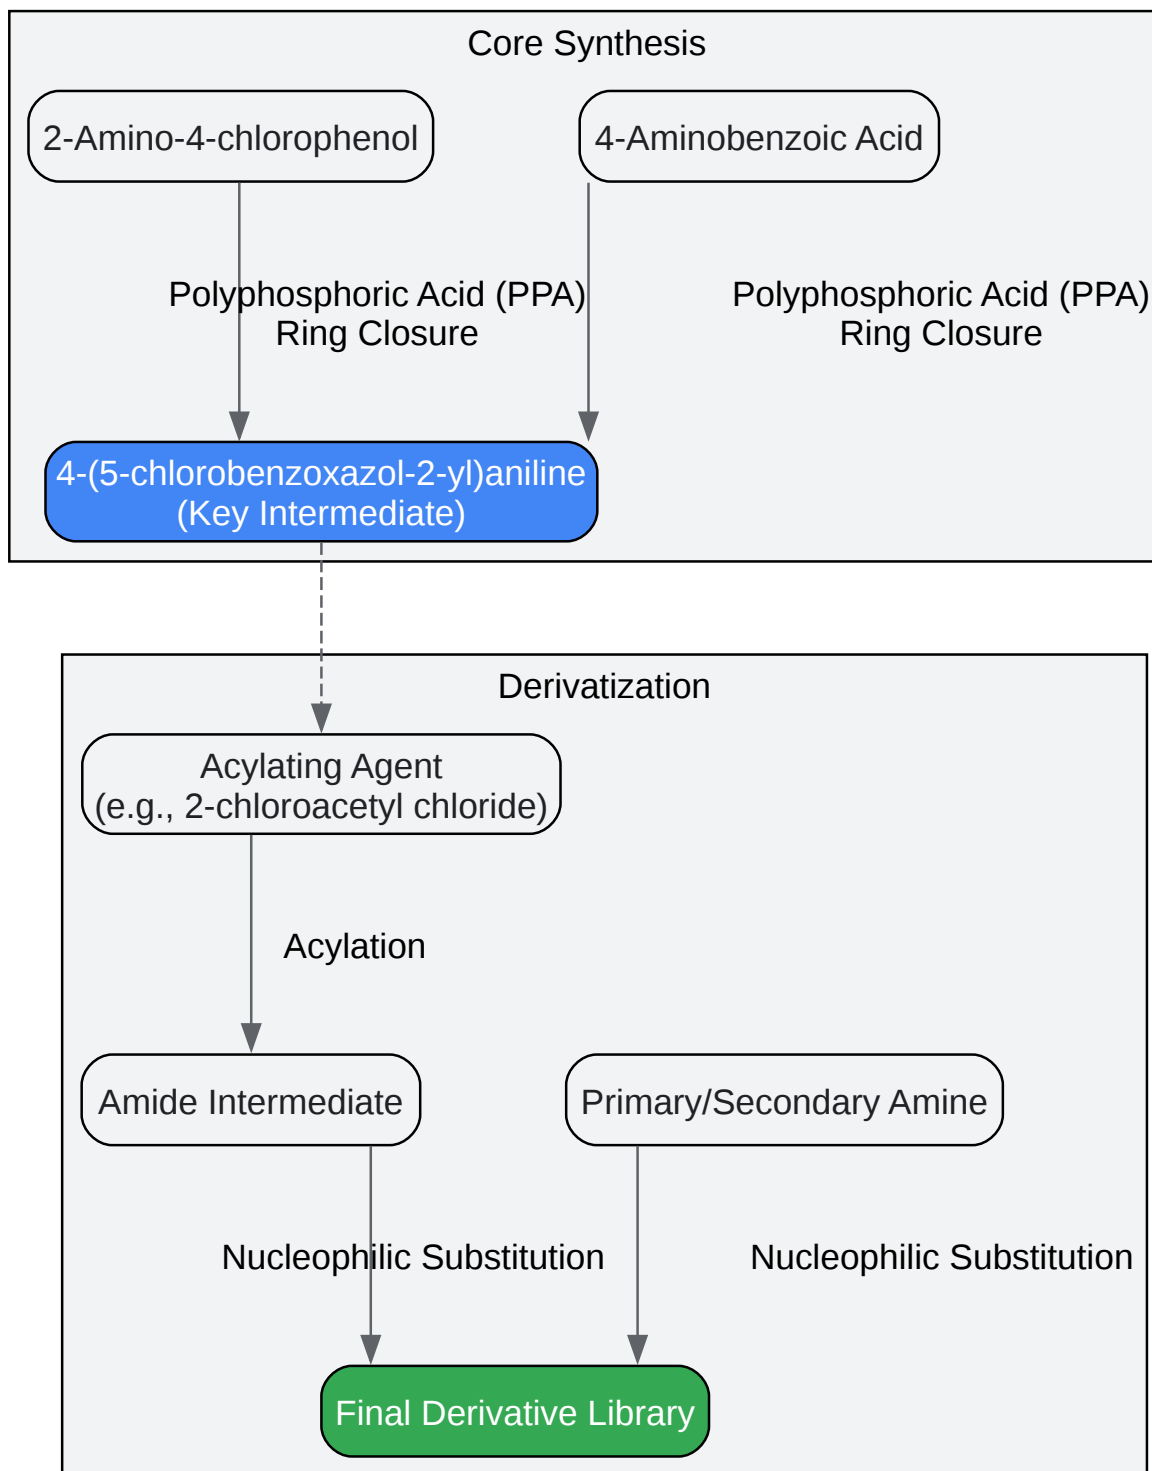 Core Synthesis
2-Amino-4-chlorophenol
4-Aminobenzoic Acid
Polyphosphoric Acid (PPA)
Ring Closure
Polyphosphoric Acid (PPA)
Ring Closure
4-(5-chlorobenzoxazol-2-yl)aniline
(Key Intermediate)
Derivatization
Acylating Agent
(e.g., 2-chloroacetyl chloride)
Acylation
Amide Intermediate
Primary/Secondary Amine
Nucleophilic Substitution
Nucleophilic Substitution
Final Derivative Library